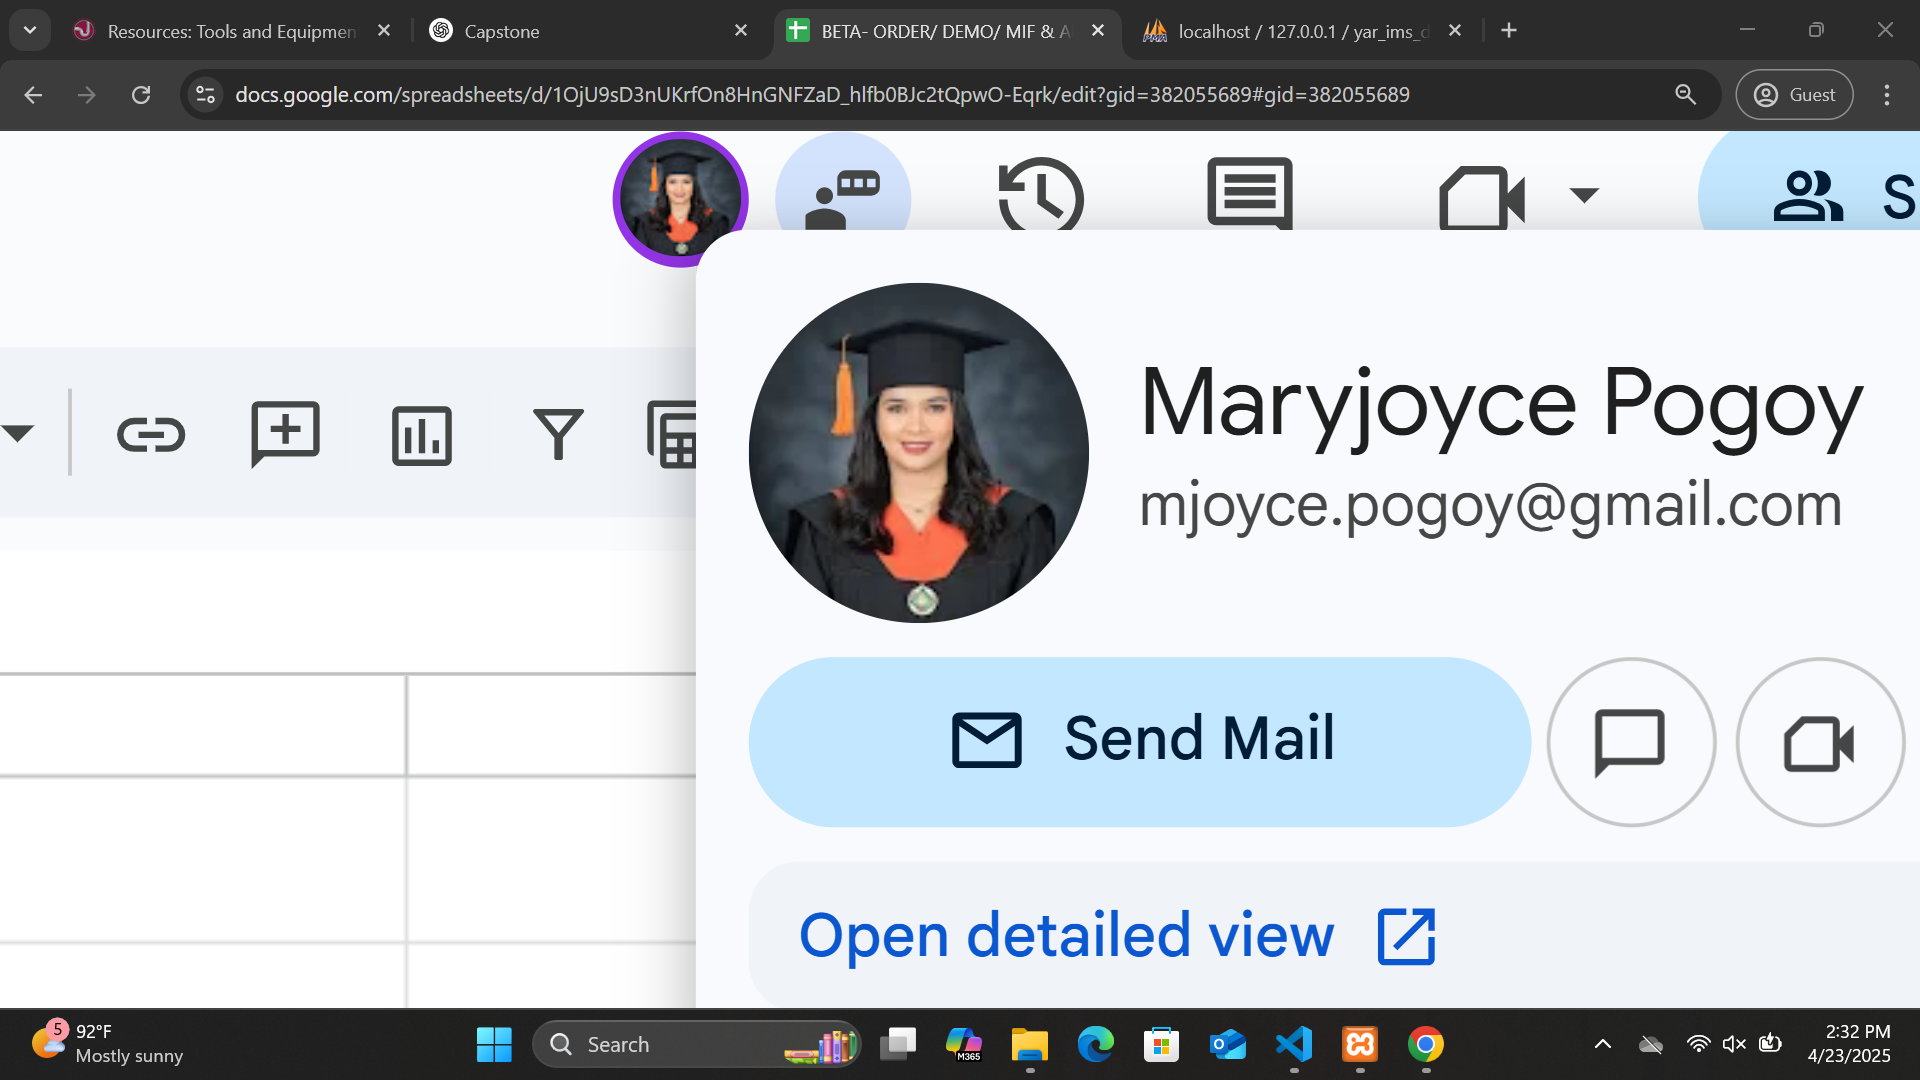 Resources: Tools and Equipmen
Capstone
BETA- ORDER/ DEMO/ MIF & A
localhost / 127.0.0.1 / yar_ims_d
docs.google.com/spreadsheets/d/1OjU9sD3nUKrfOn8HnGNFZaD_hlfb0BJc2tQpwO-Eqrk/edit?gid=382055689#gid=382055689
Guest
S
Maryjoyce Pogoy
mjoyce.pogoy@gmail.com
Send Mail
Open detailed view
5
92°F
Mostly sunny
Search
M365
2:32 PM
4/23/2025